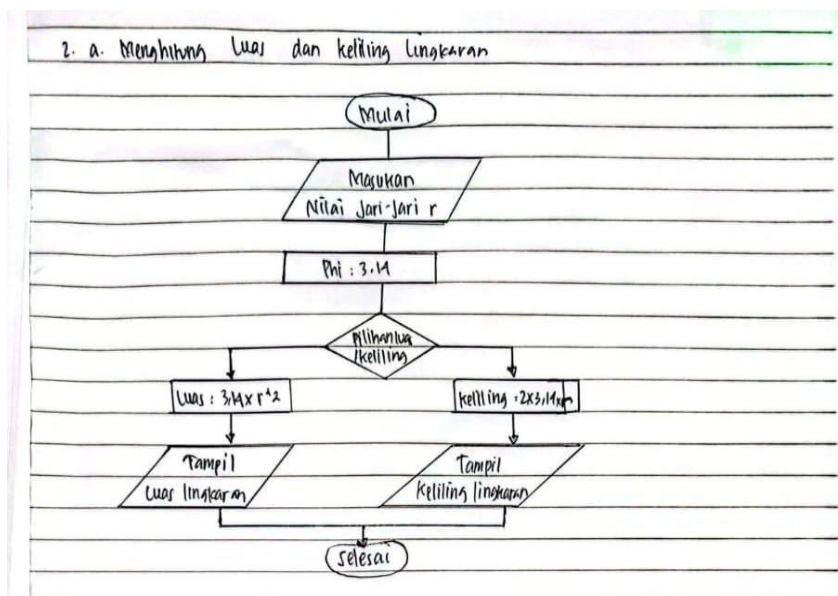 2. a. Menghitung Luas dan keliling Lingkaran
Mulai
Masukan
Nilai Jari-Jari r
Phi : 3.14
Pilihan luas
/keliling
Luas : 3,14 x r^2
keliling : 2x3,14xr
Tampil
Luas lingkaran
Tampil
Keliling lingkaran
Selesai